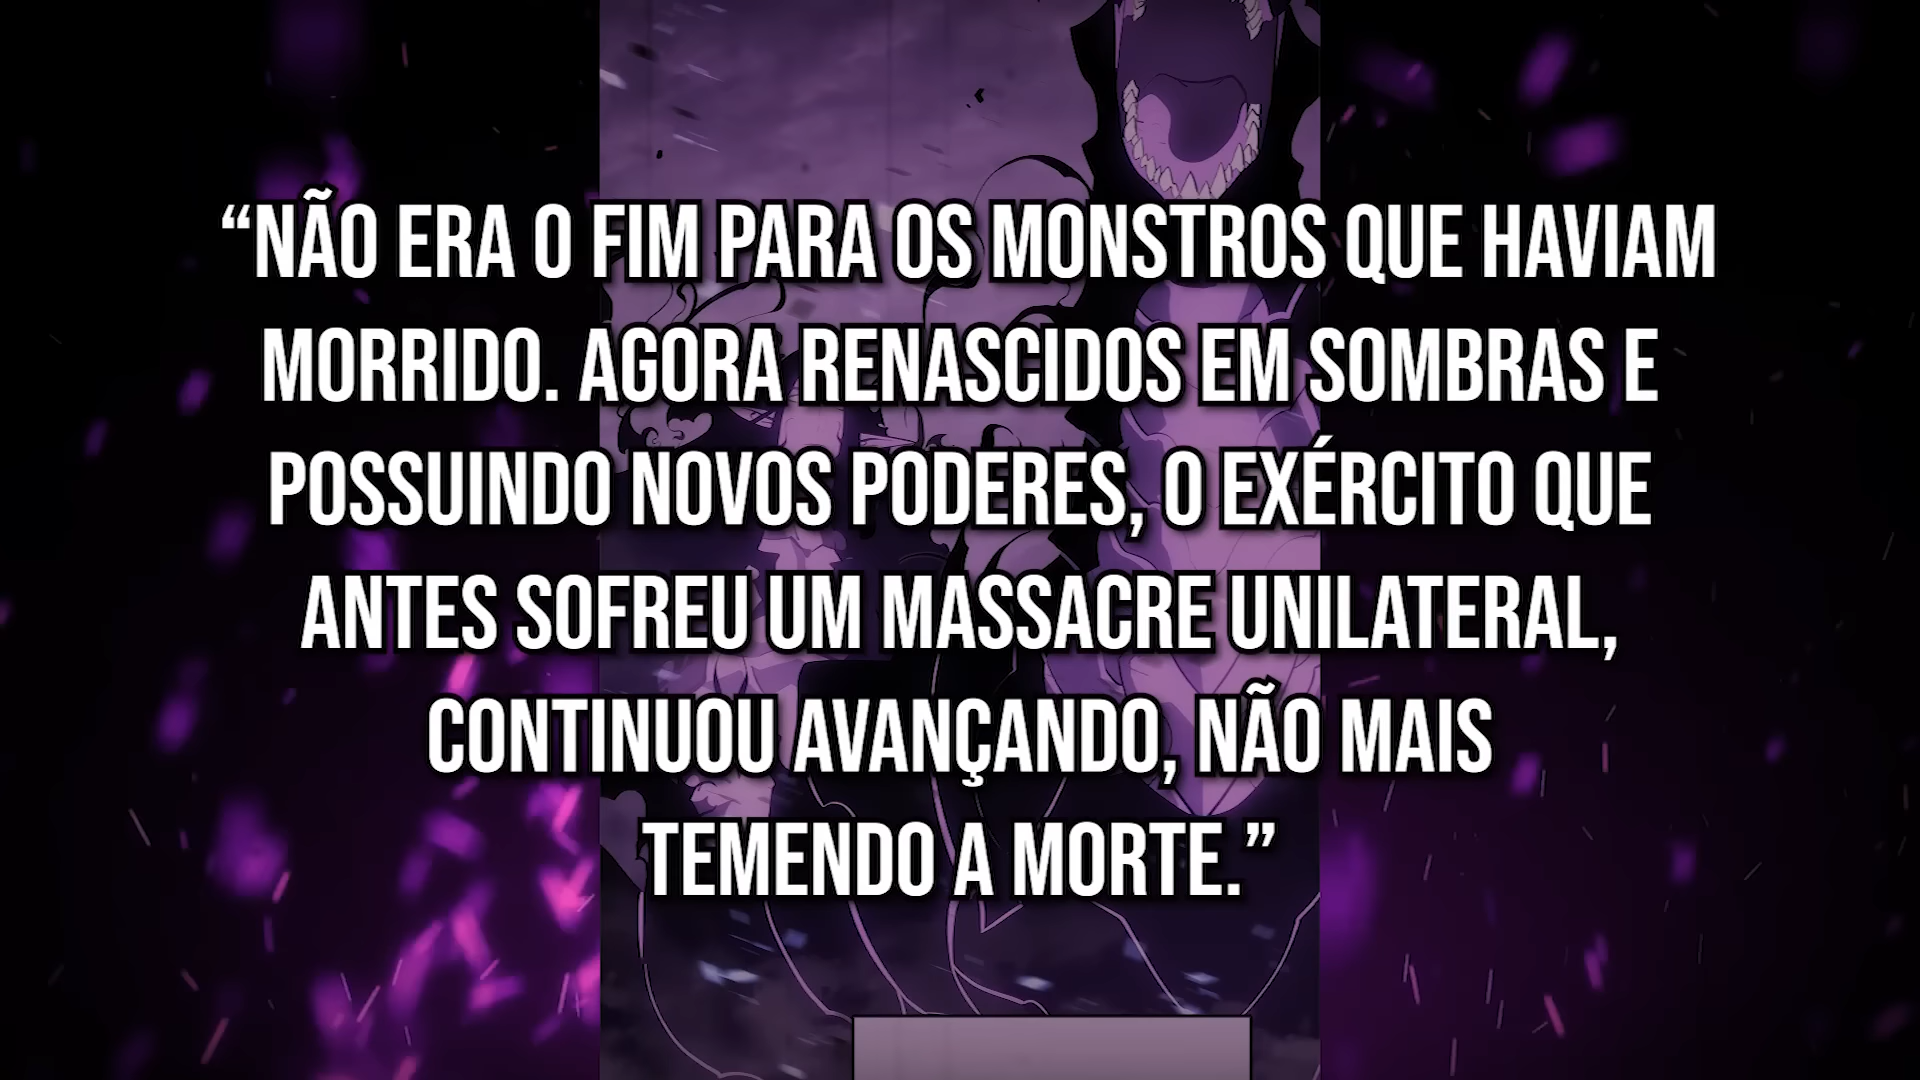 “NÃO ERA O FIM PARA OS MONSTROS QUE HAVIAM
MORRIDO. AGORA RENASCIDOS EM SOMBRAS E
POSSUINDO NOVOS PODERES, O EXÉRCITO QUE
ANTES SOFREU UM MASSACRE UNILATERAL,
CONTINUOU AVANÇANDO, NÃO MAIS
TEMENDO A MORTE.”